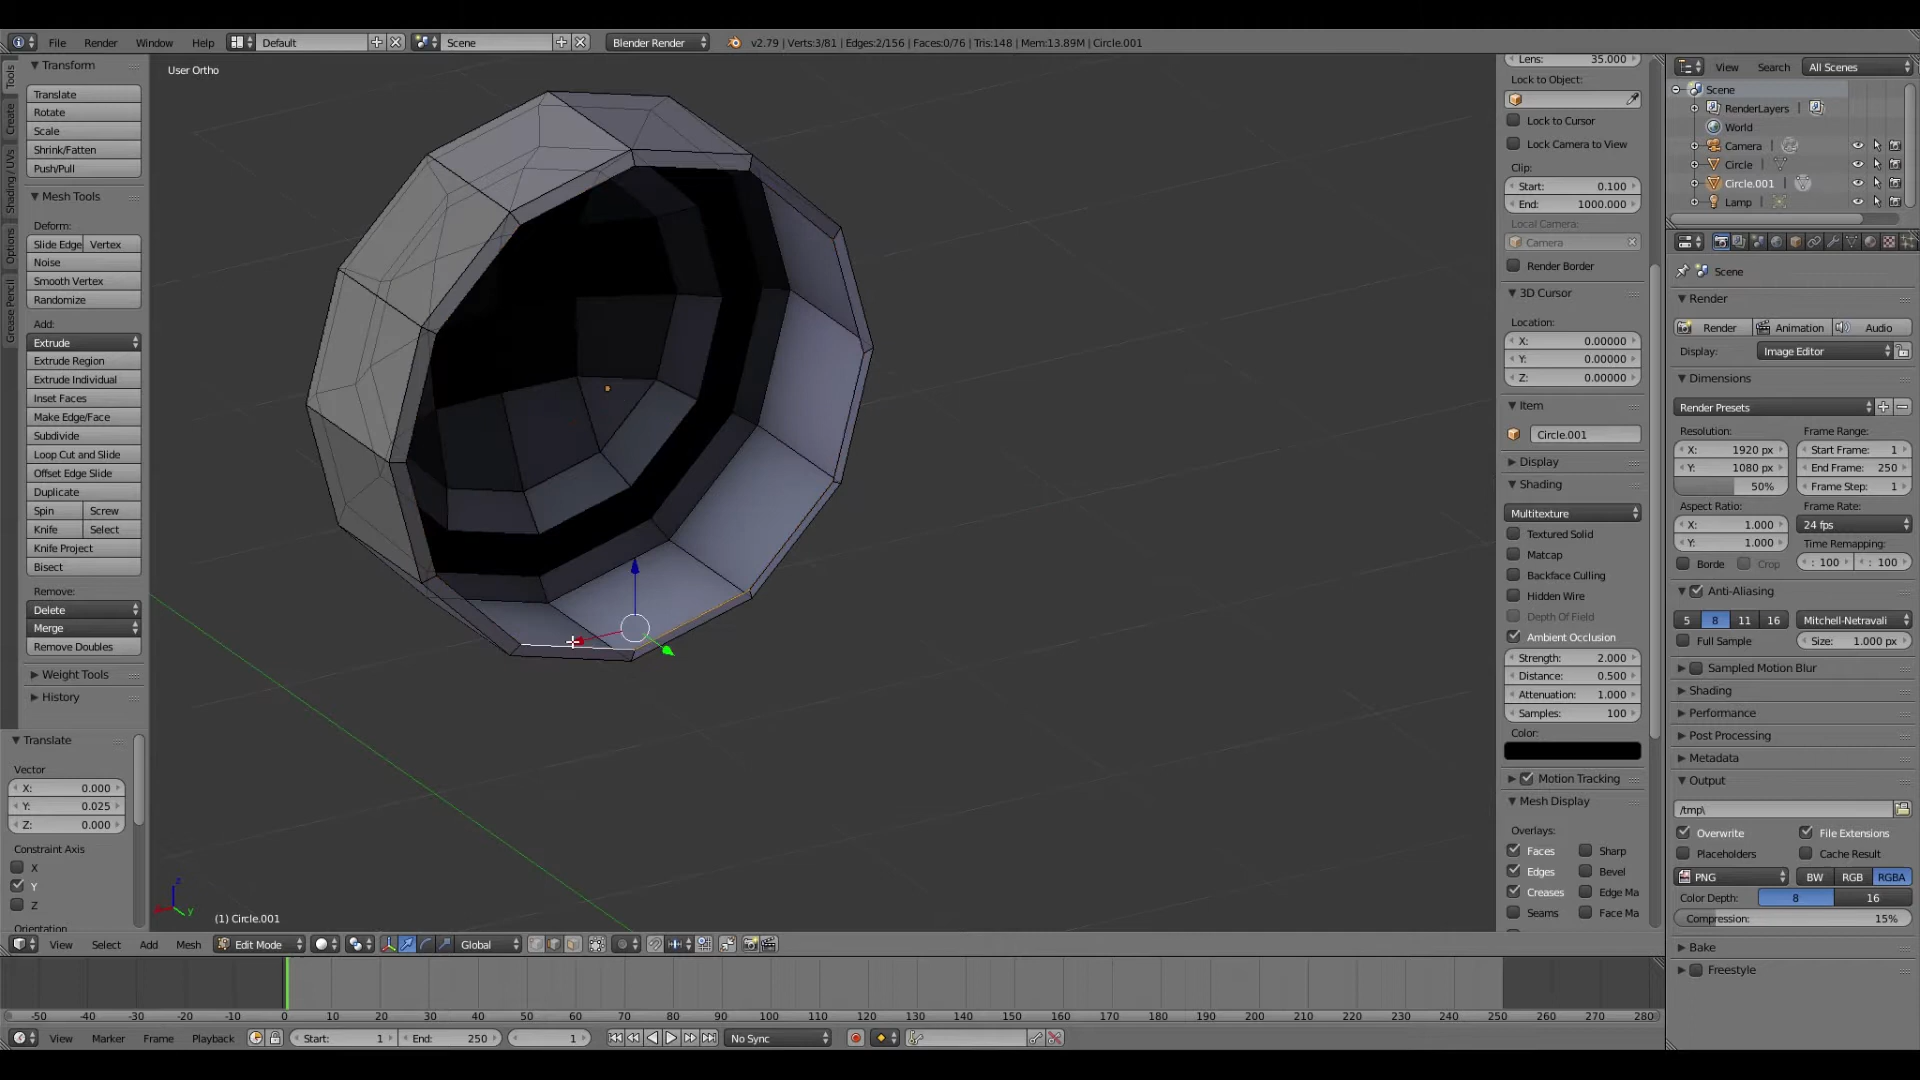 File Render Window Help Default Scene Blender Render v2.79 | Verts:3/81 | Edges:2/156 | Faces:0/76 | Tris:148 | Mem:13.89M | Circle.001
Tools
Create
Shading / UVs
Options
Grease Pencil
Transform
Translate
Rotate
Scale
Shrink/Fatten
Push/Pull
Mesh Tools
Deform:
Slide Edge Vertex
Noise
Smooth Vertex
Randomize
Add:
Extrude
Extrude Region
Extrude Individual
Inset Faces
Make Edge/Face
Subdivide
Loop Cut and Slide
Offset Edge Slide
Duplicate
Spin Screw
Knife Select
Knife Project
Bisect
Remove:
Delete
Merge
Remove Doubles
Weight Tools
History
Translate
Vector
X: 0.000
Y: 0.025
Z: 0.000
Constraint Axis
X
Y
Z
Orientation
User Ortho
z
y
(1) Circle.001
Lens: 35.000
Lock to Object:
Lock to Cursor
Lock Camera to View
Clip:
Start: 0.100
End: 1000.000
Local Camera:
Camera
Render Border
3D Cursor
Location:
X: 0.00000
Y: 0.00000
Z: 0.00000
Item
Circle.001
Display
Shading
Multitexture
Textured Solid
Matcap
Backface Culling
Hidden Wire
Depth Of Field
Ambient Occlusion
Strength: 2.000
Distance: 0.500
Attenuation: 1.000
Samples: 100
Color:
Motion Tracking
Mesh Display
Overlays:
Faces Sharp
Edges Bevel
Creases Edge Ma
Seams Face Ma
View Search All Scenes
Scene
RenderLayers
World
Camera
Circle
Circle.001
Lamp
Scene
Render
Render Animation Audio
Display: Image Editor
Dimensions
Render Presets
Resolution: Frame Range:
X: 1920 px Start Frame: 1
Y: 1080 px End Frame: 250
50% Frame Step: 1
Aspect Ratio: Frame Rate:
X: 1.000 24 fps
Y: 1.000 Time Remapping:
Borde Crop : 100 : 100
Anti-Aliasing
5 8 11 16 Mitchell-Netravali
Full Sample Size: 1.000 px
Sampled Motion Blur
Shading
Performance
Post Processing
Metadata
Output
/tmp\
Overwrite File Extensions
Placeholders Cache Result
PNG BW RGB RGBA
Color Depth: 8 16
Compression: 15%
Bake
Freestyle
View Select Add Mesh Edit Mode Global
-50 -40 -30 -20 -10 0 10 20 30 40 50 60 70 80 90 100 110 120 130 140 150 160 170 180 190 200 210 220 230 240 250 260 270 280
View Marker Frame Playback Start: 1 End: 250 1 No Sync